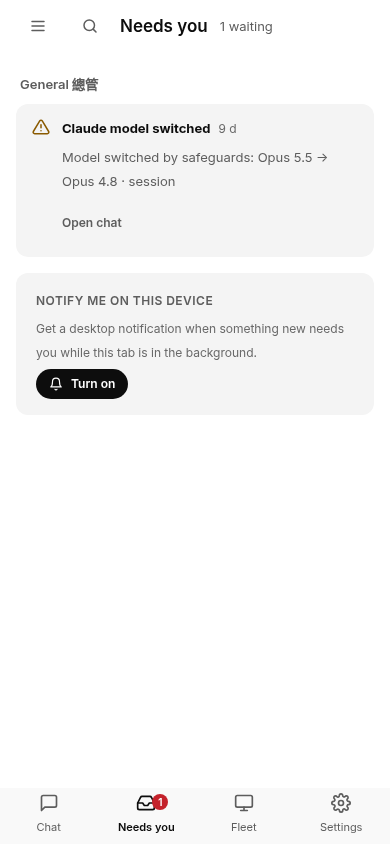 Needs you 1 waiting
General 總管
Claude model switched 9 d
Model switched by safeguards: Opus 5.5 →
Opus 4.8 · session
Open chat
NOTIFY ME ON THIS DEVICE
Get a desktop notification when something new needs
you while this tab is in the background.
Turn on
1
Chat Needs you Fleet Settings